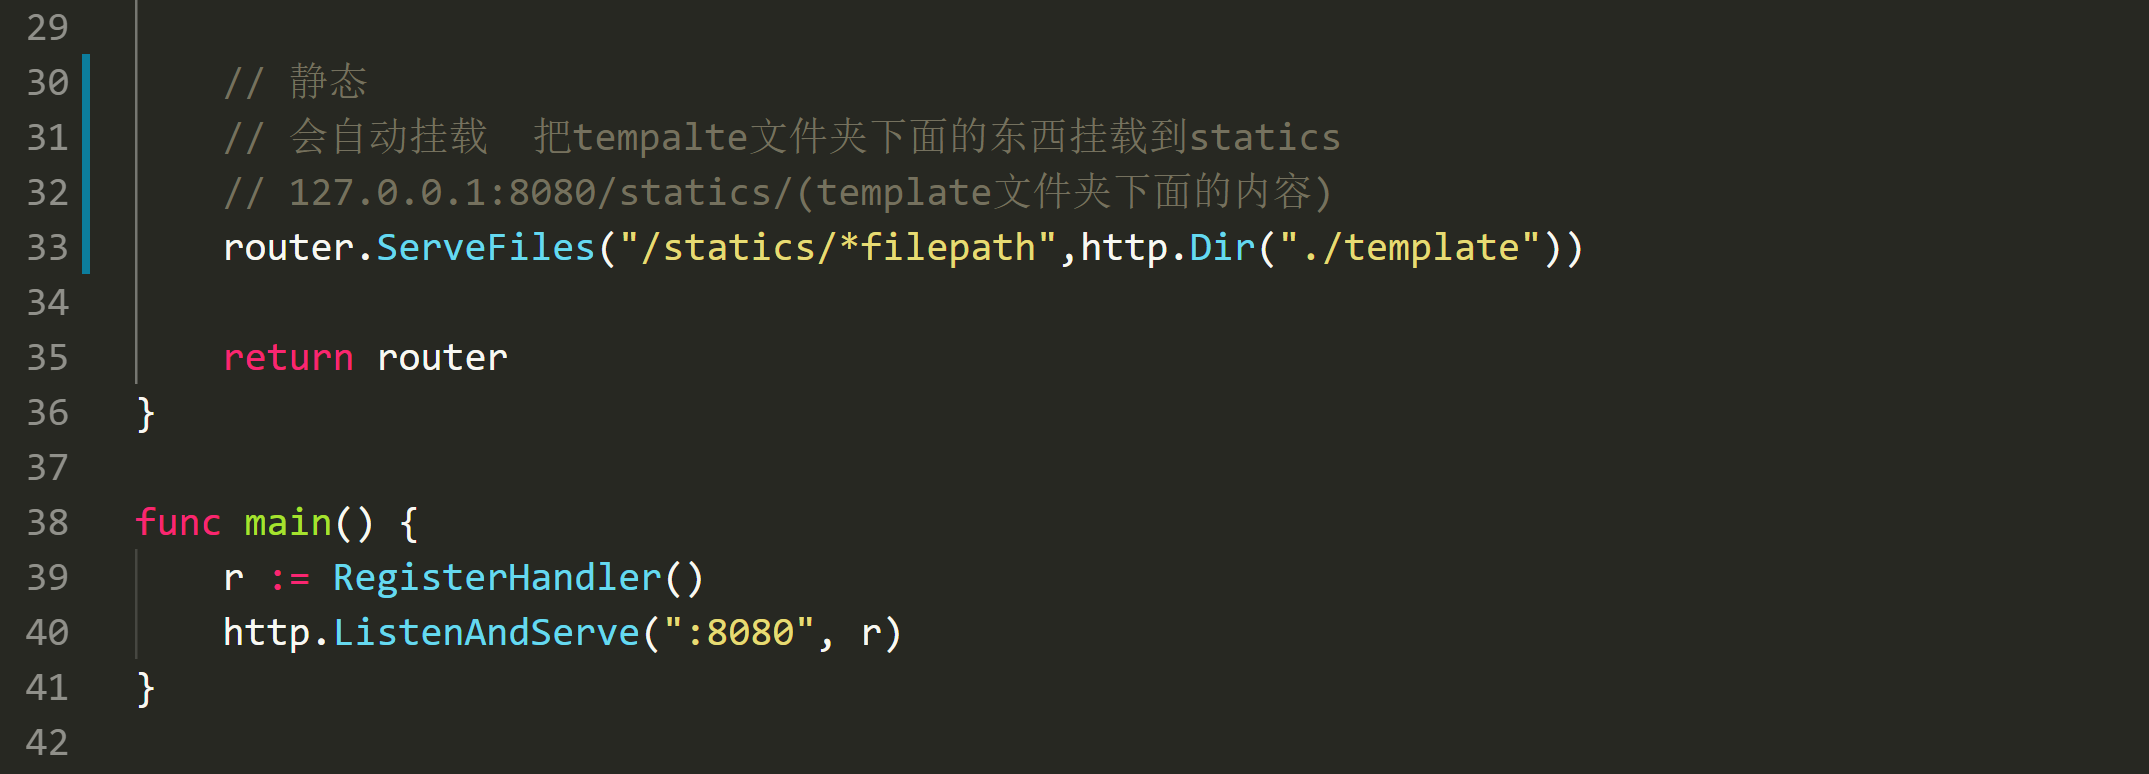 29
30 // 静态
31 // 会自动挂载  把tempalte文件夹下面的东西挂载到statics
32 // 127.0.0.1:8080/statics/(template文件夹下面的内容)
33 router.ServeFiles("/statics/*filepath",http.Dir("./template"))
34
35 return router
36 }
37
38 func main() {
39 r := RegisterHandler()
40 http.ListenAndServe(":8080", r)
41 }
42